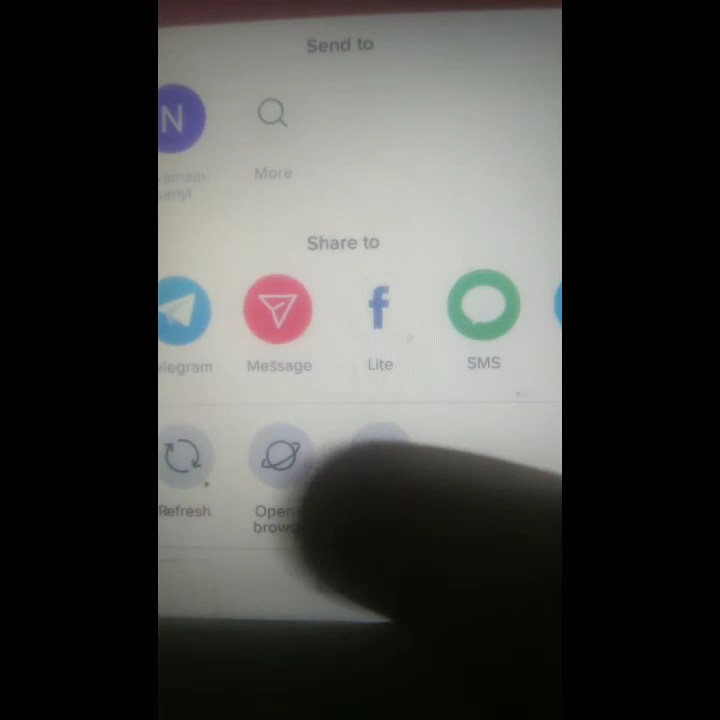 Send to
N
More
Share to
elegram
Message
Lite
SMS
Refresh
Open
brow